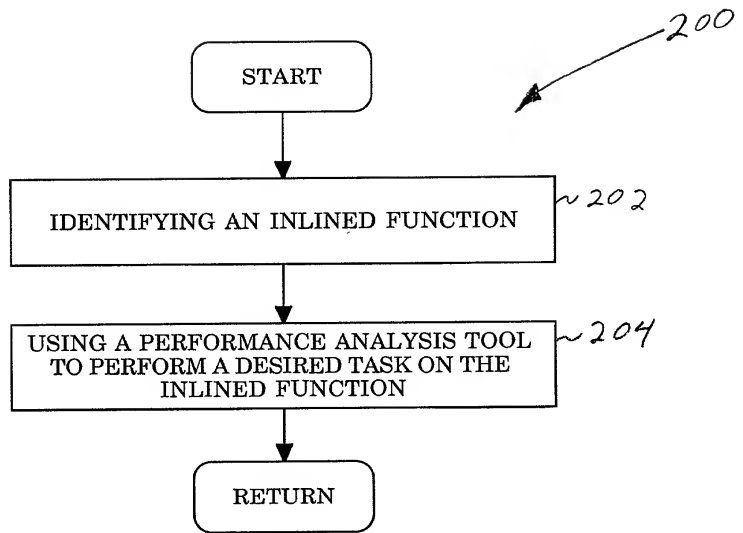 200
START
IDENTIFYING AN INLINED FUNCTION
202
USING A PERFORMANCE ANALYSIS TOOL
TO PERFORM A DESIRED TASK ON THE
INLINED FUNCTION
204
RETURN